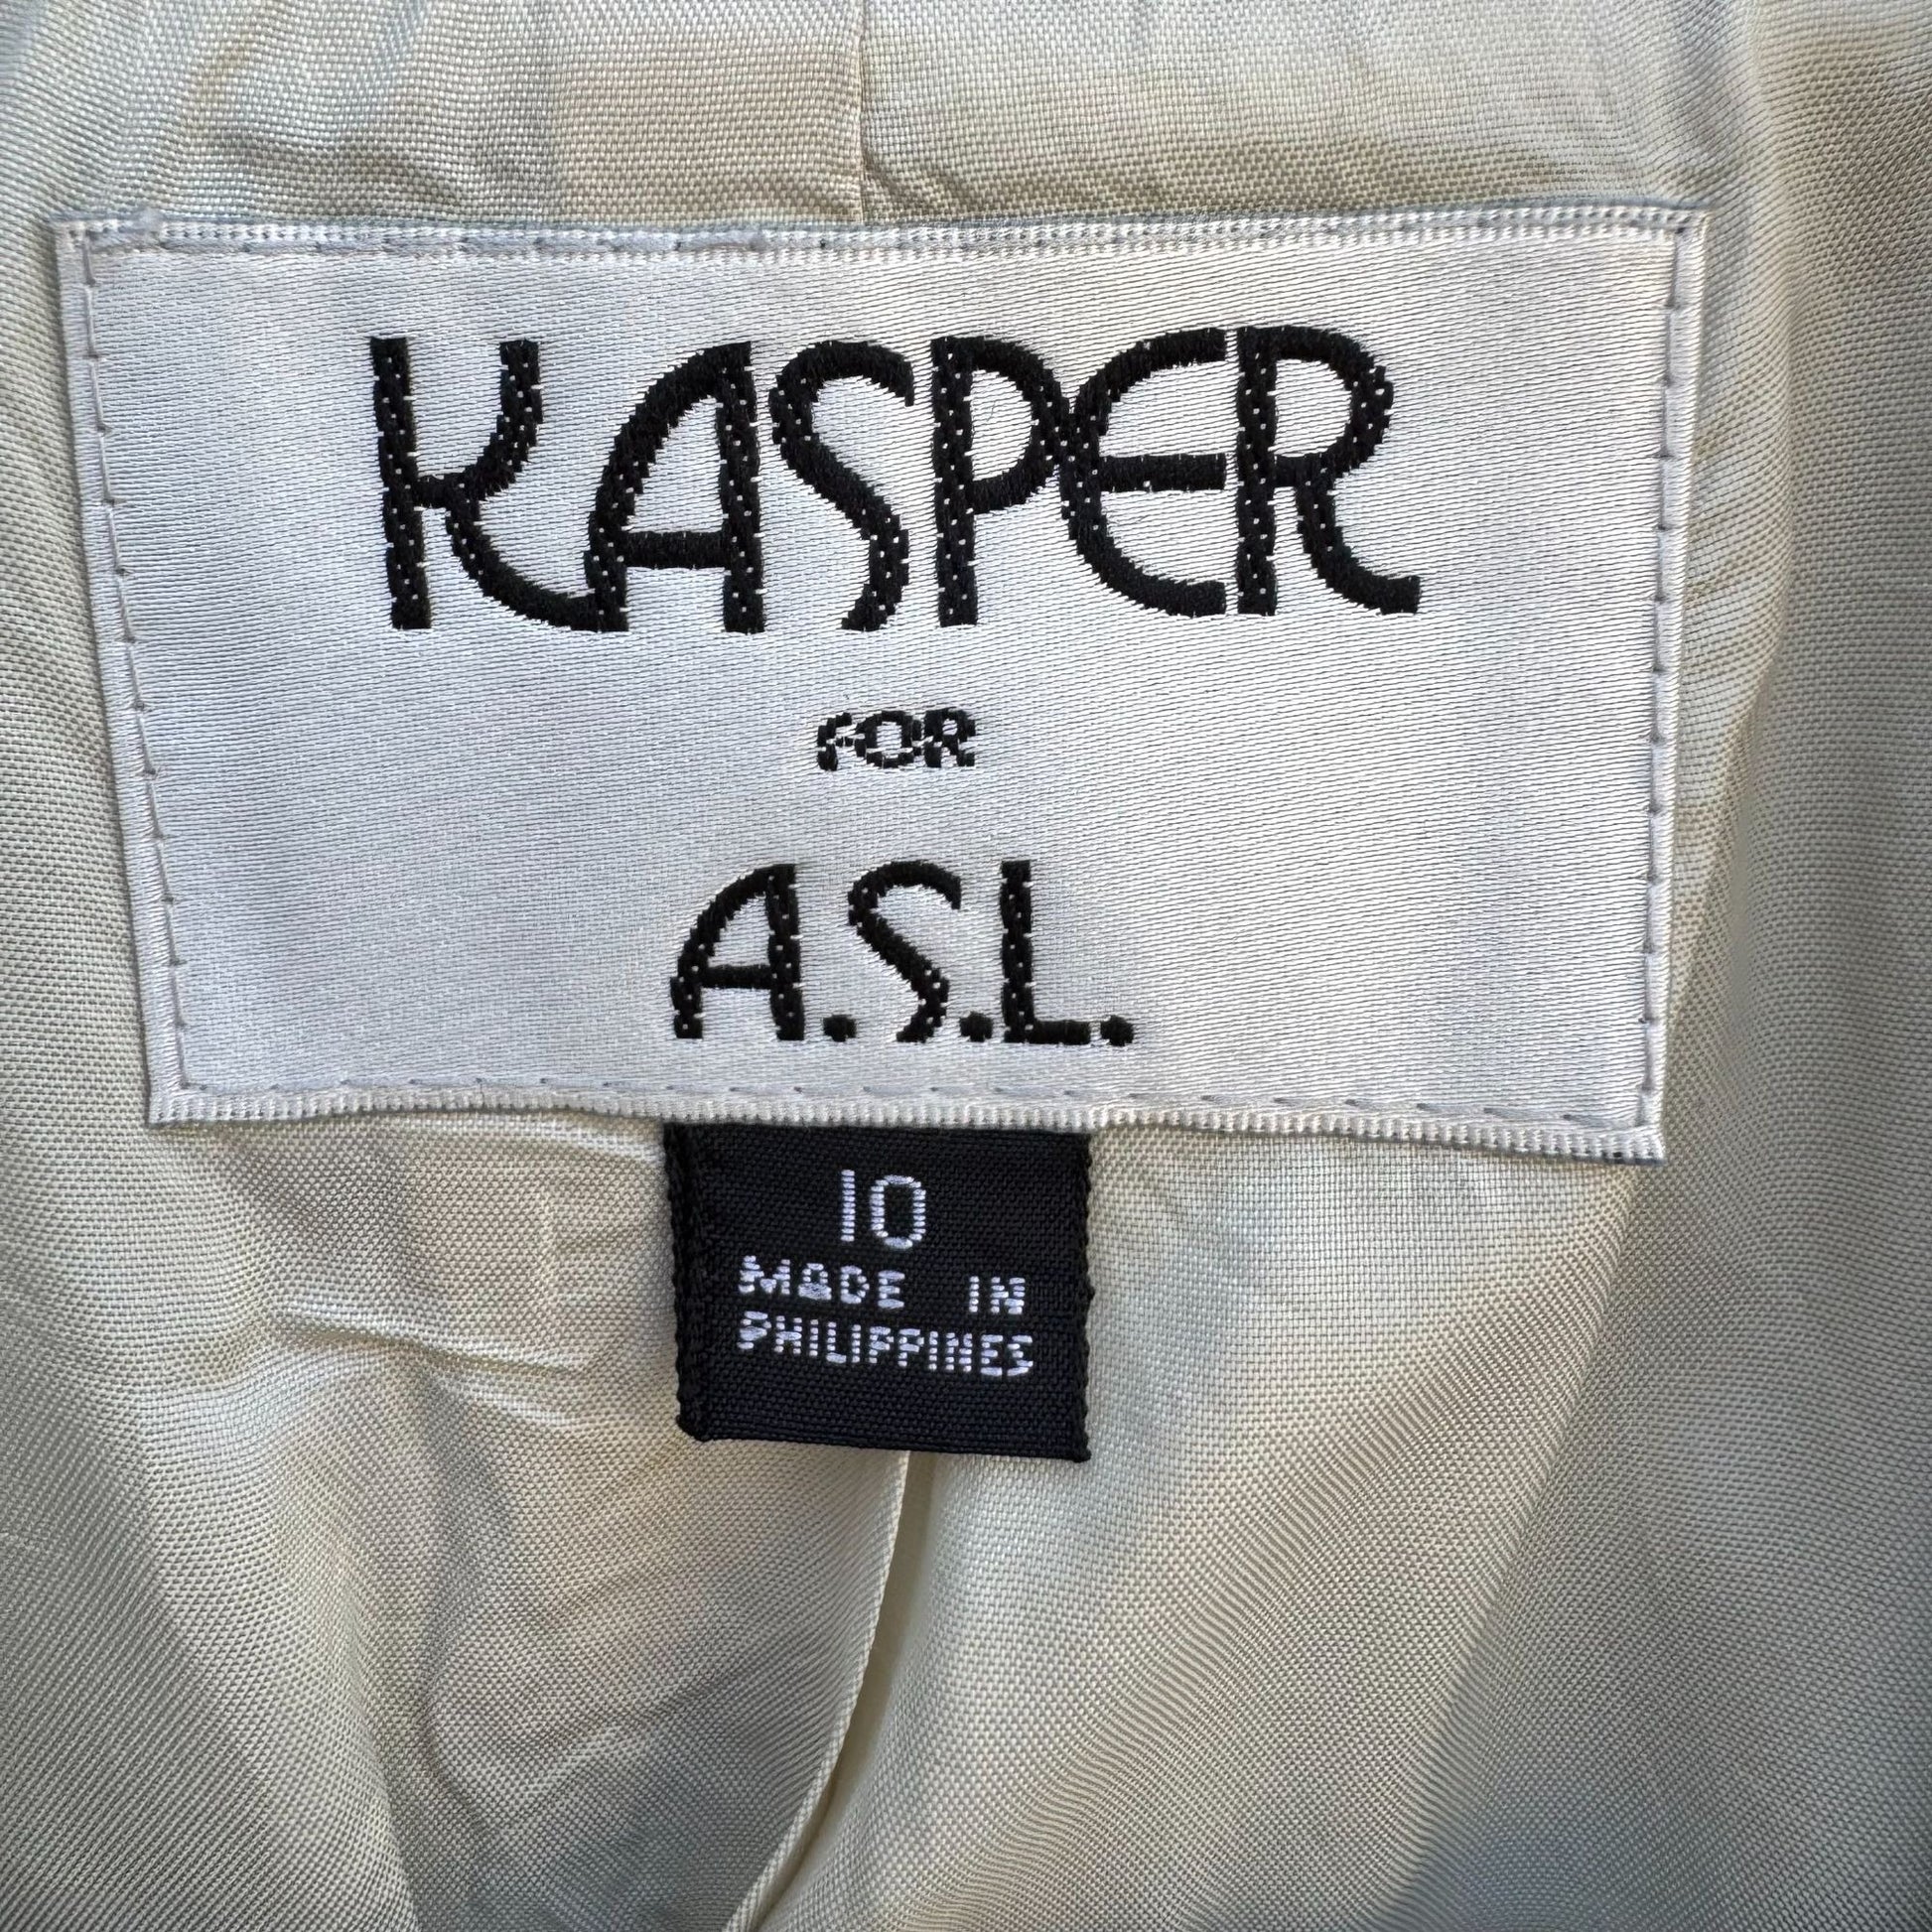 KASPER
FOR
A.S.L.
10
MADE IN
PHILIPPINES